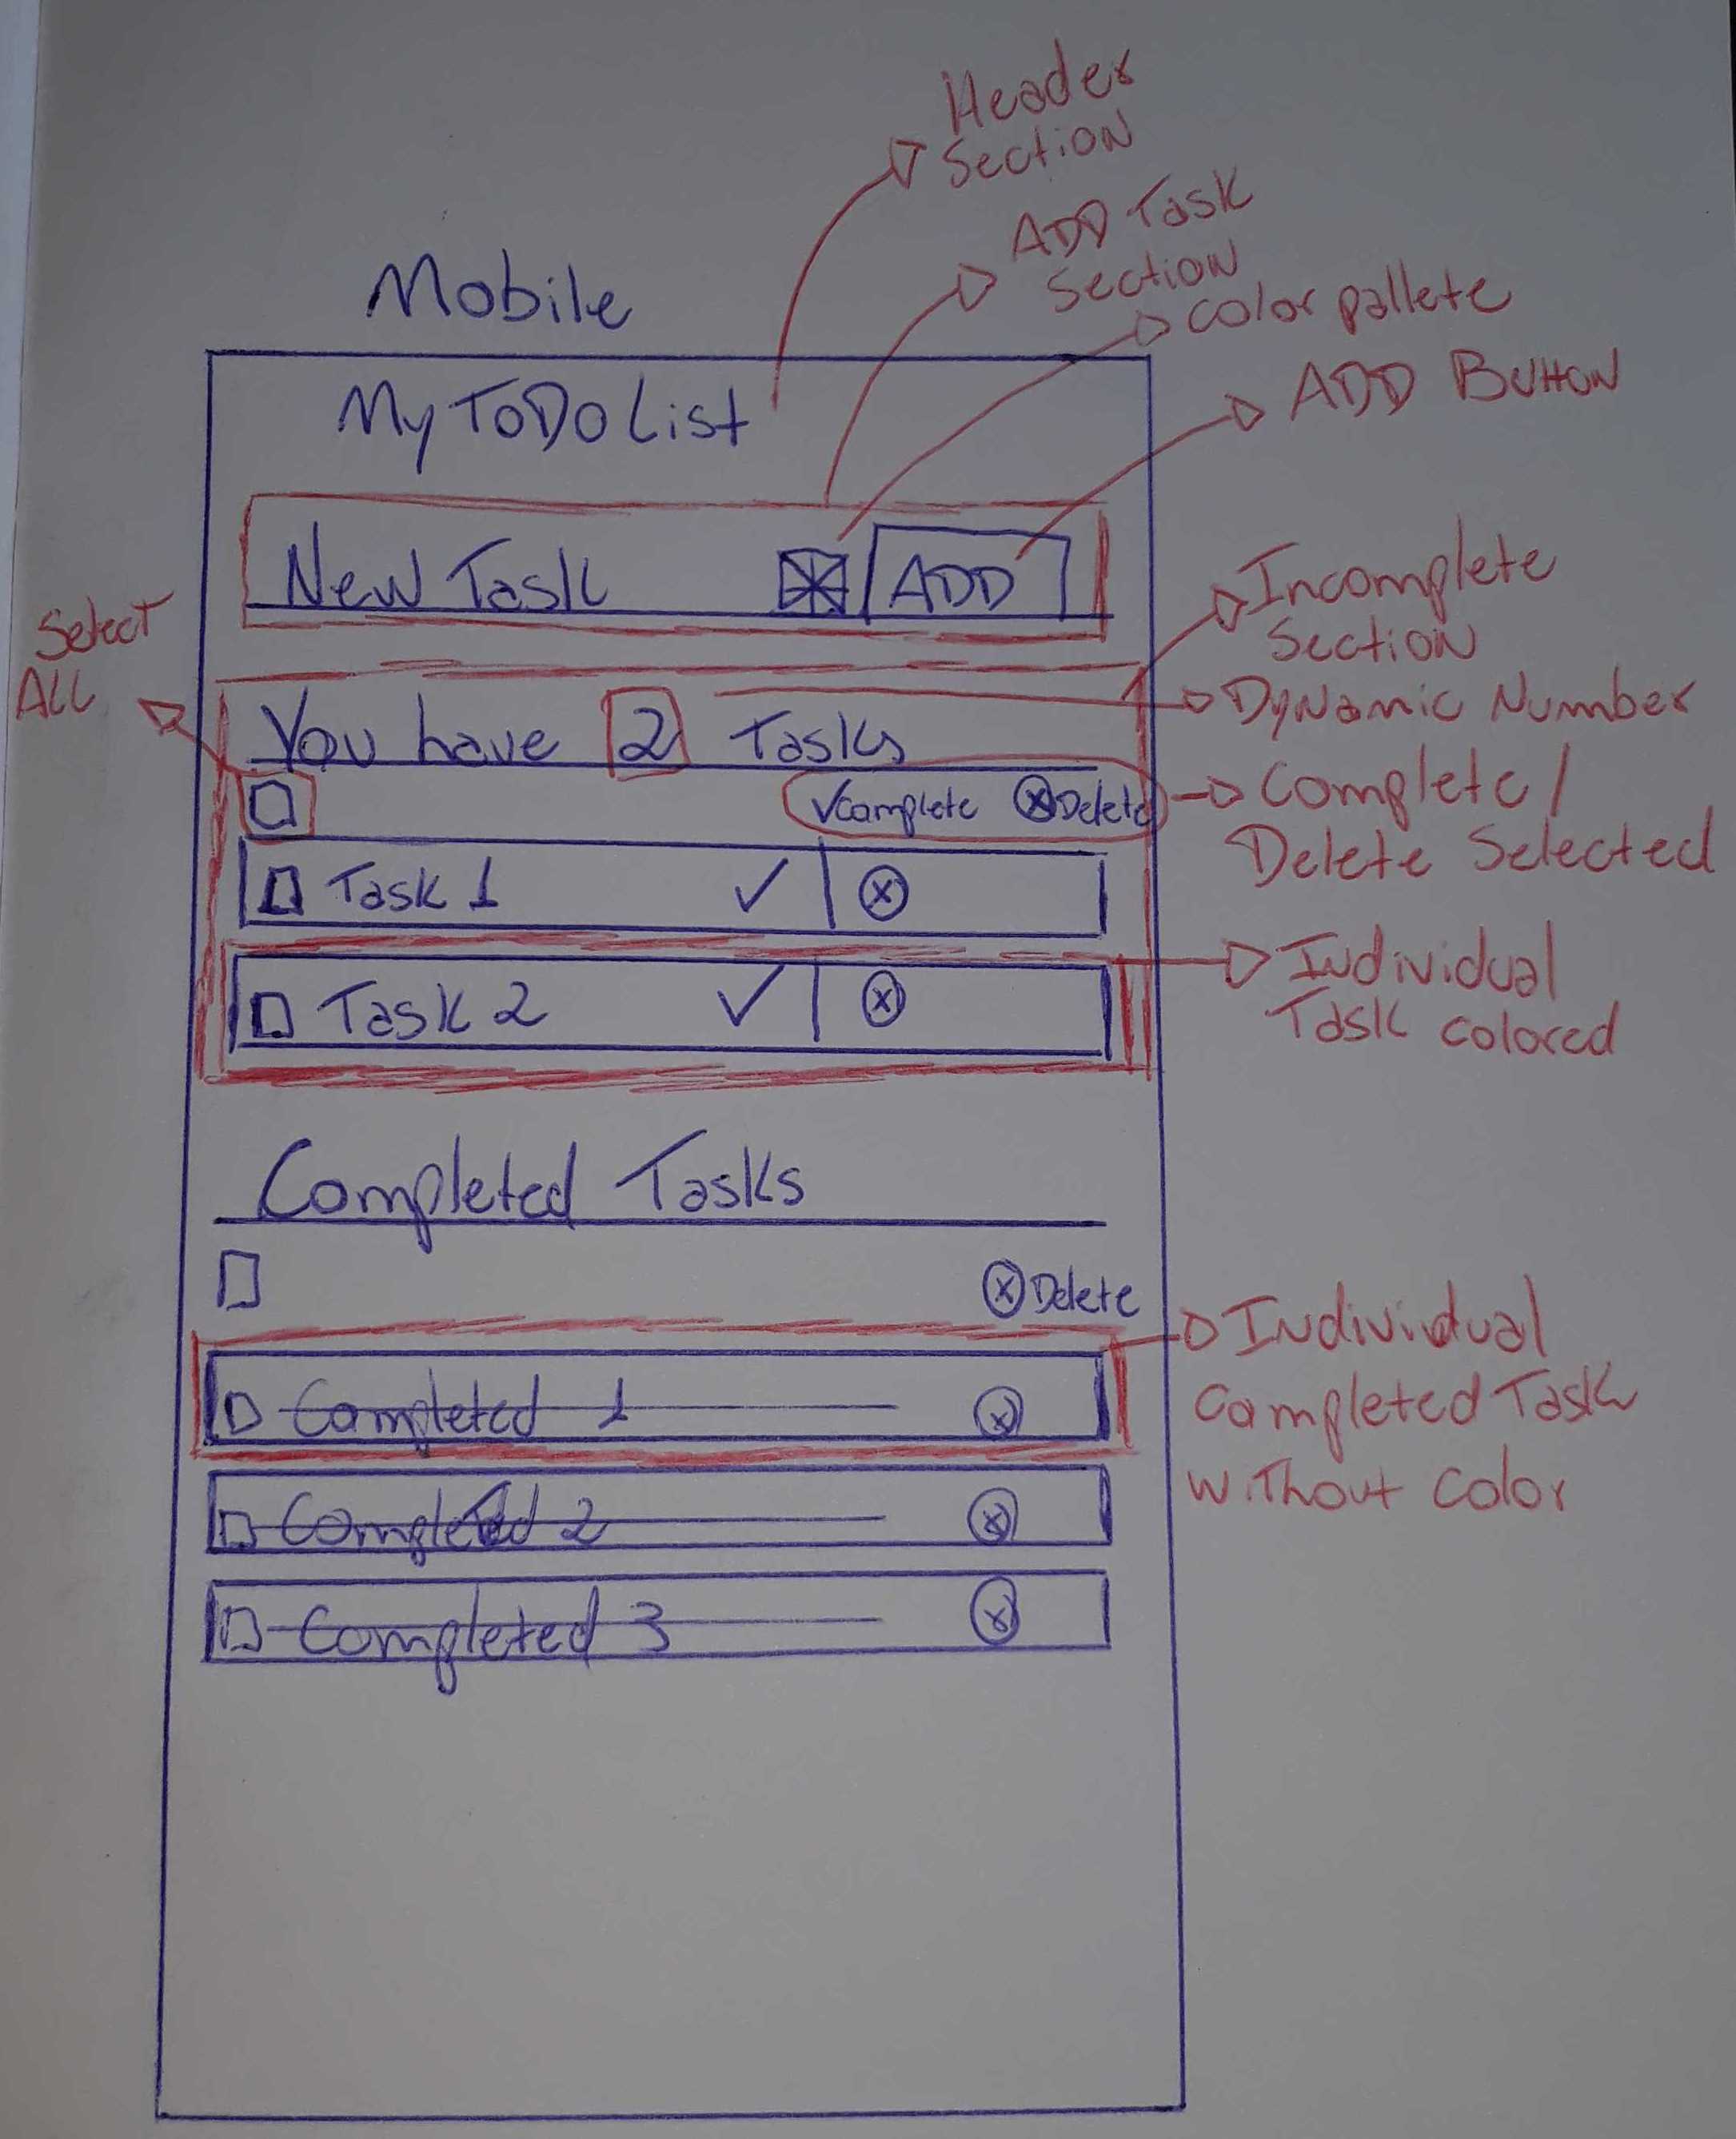 Header
Section
ADD Task
Section
color pallete
ADD Button
Mobile
My ToDo List
New Task ADD
Select
ALL
Incomplete
Section
You have 2 Tasks
Dynamic Number
✓Complete ⓧDelete
Complete /
Delete Selected
Task 1 ✓ | ⓧ
Task 2 ✓ | ⓧ
Individual
Task colored
Completed Tasks
ⓧDelete
Completed 1 ⓧ
Completed 2 ⓧ
Completed 3 ⓧ
Individual
Completed Task
without color